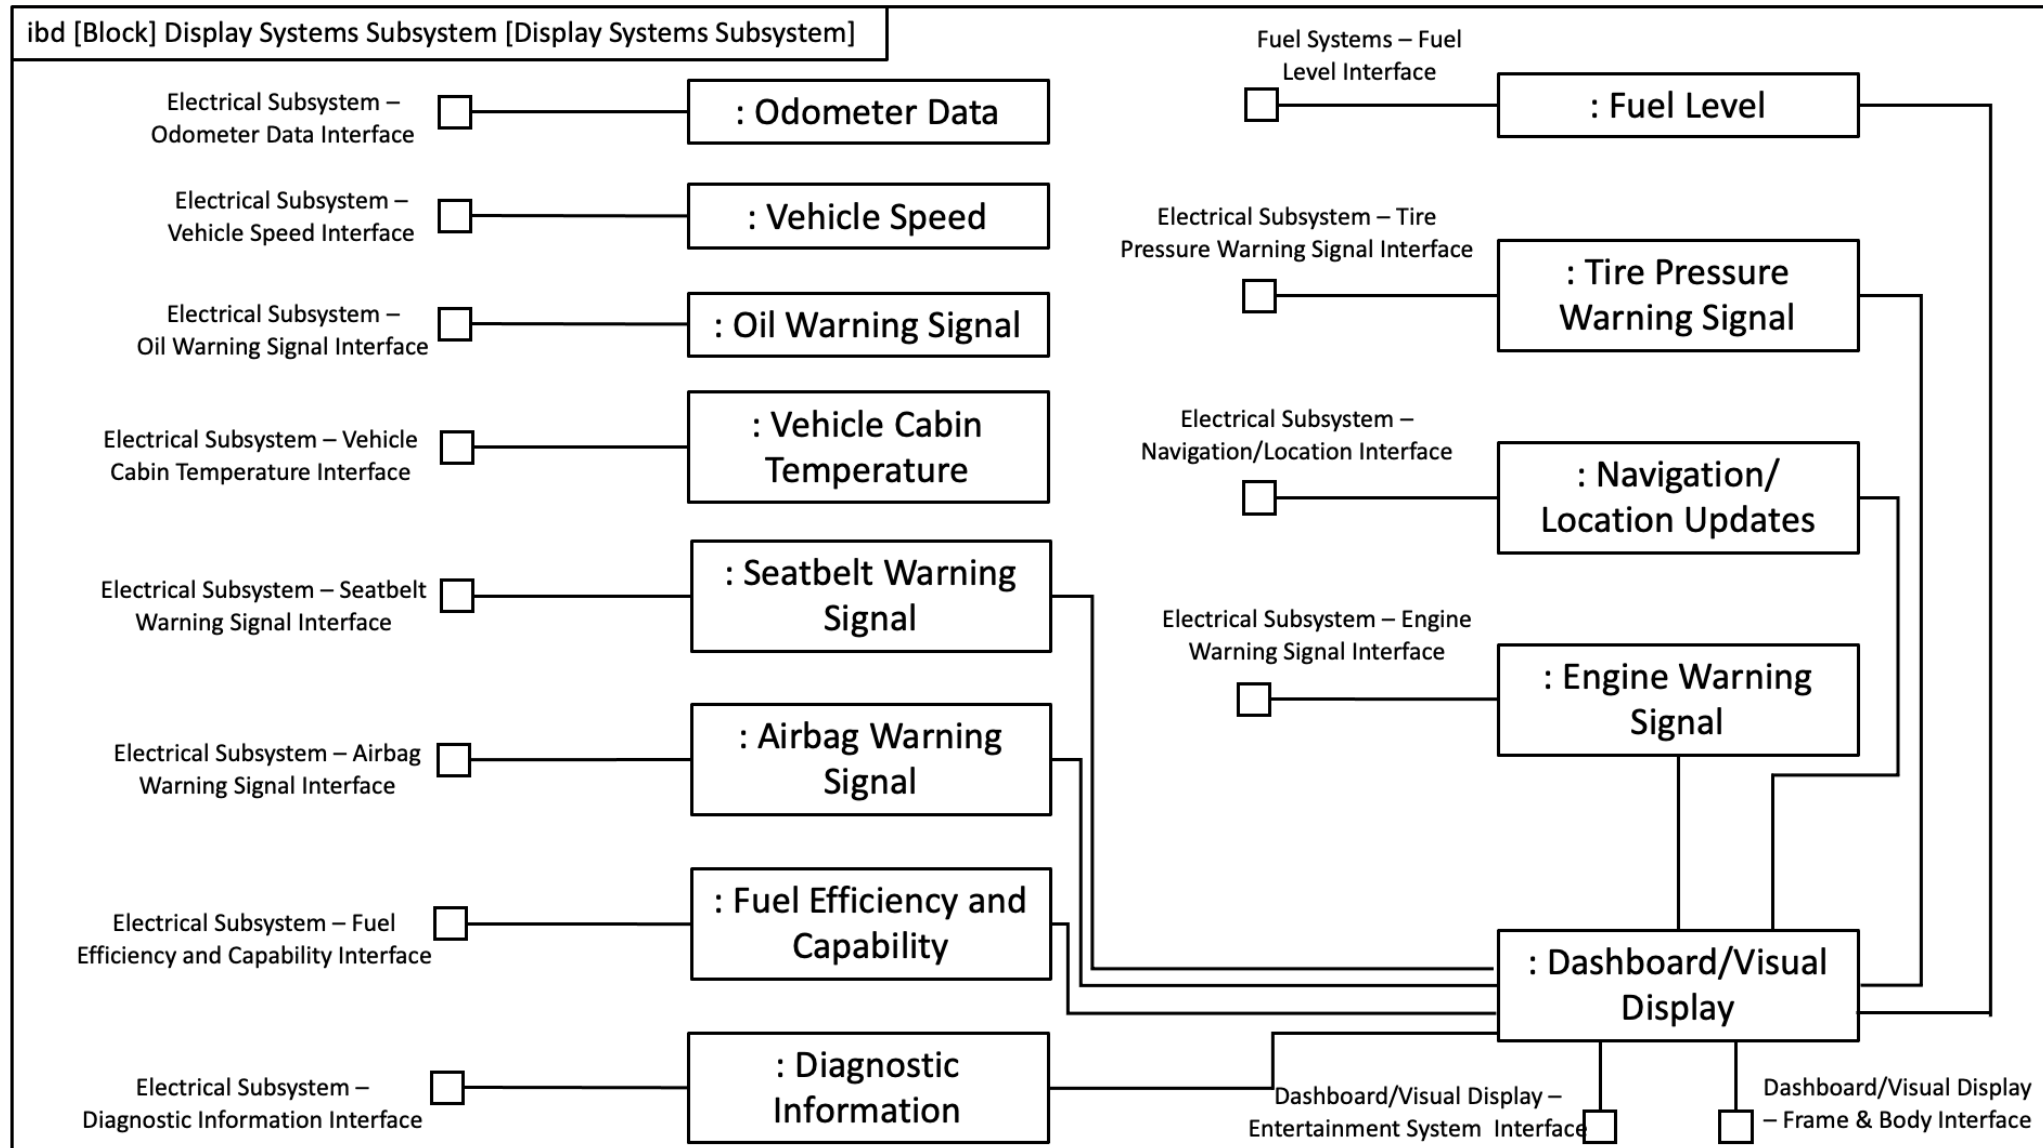 ibd [Block] Display Systems Subsystem [Display Systems Subsystem]
Electrical Subsystem –
Odometer Data Interface
: Odometer Data
Electrical Subsystem –
Vehicle Speed Interface
: Vehicle Speed
Electrical Subsystem –
Oil Warning Signal Interface
: Oil Warning Signal
Electrical Subsystem – Vehicle
Cabin Temperature Interface
: Vehicle Cabin
Temperature
Electrical Subsystem – Seatbelt
Warning Signal Interface
: Seatbelt Warning
Signal
Electrical Subsystem – Airbag
Warning Signal Interface
: Airbag Warning
Signal
Electrical Subsystem – Fuel
Efficiency and Capability Interface
: Fuel Efficiency and
Capability
Electrical Subsystem –
Diagnostic Information Interface
: Diagnostic
Information
Fuel Systems – Fuel
Level Interface
: Fuel Level
Electrical Subsystem – Tire
Pressure Warning Signal Interface
: Tire Pressure
Warning Signal
Electrical Subsystem –
Navigation/Location Interface
: Navigation/
Location Updates
Electrical Subsystem – Engine
Warning Signal Interface
: Engine Warning
Signal
: Dashboard/Visual
Display
Dashboard/Visual Display –
Entertainment System Interface
Dashboard/Visual Display
– Frame & Body Interface